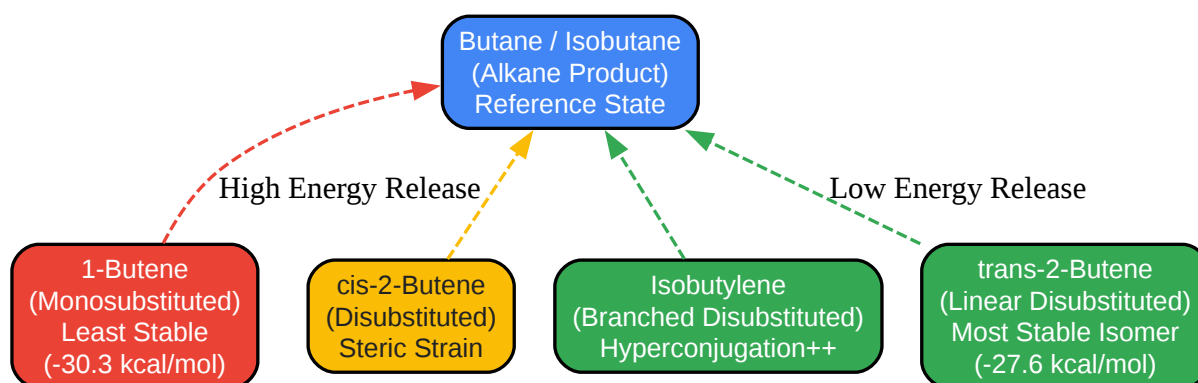 Butane / Isobutane
(Alkane Product)
Reference State
High Energy Release
Low Energy Release
1-Butene
(Monosubstituted)
Least Stable
(-30.3 kcal/mol)
cis-2-Butene
(Disubstituted)
Steric Strain
Isobutylene
(Branched Disubstituted)
Hyperconjugation++
trans-2-Butene
(Linear Disubstituted)
Most Stable Isomer
(-27.6 kcal/mol)